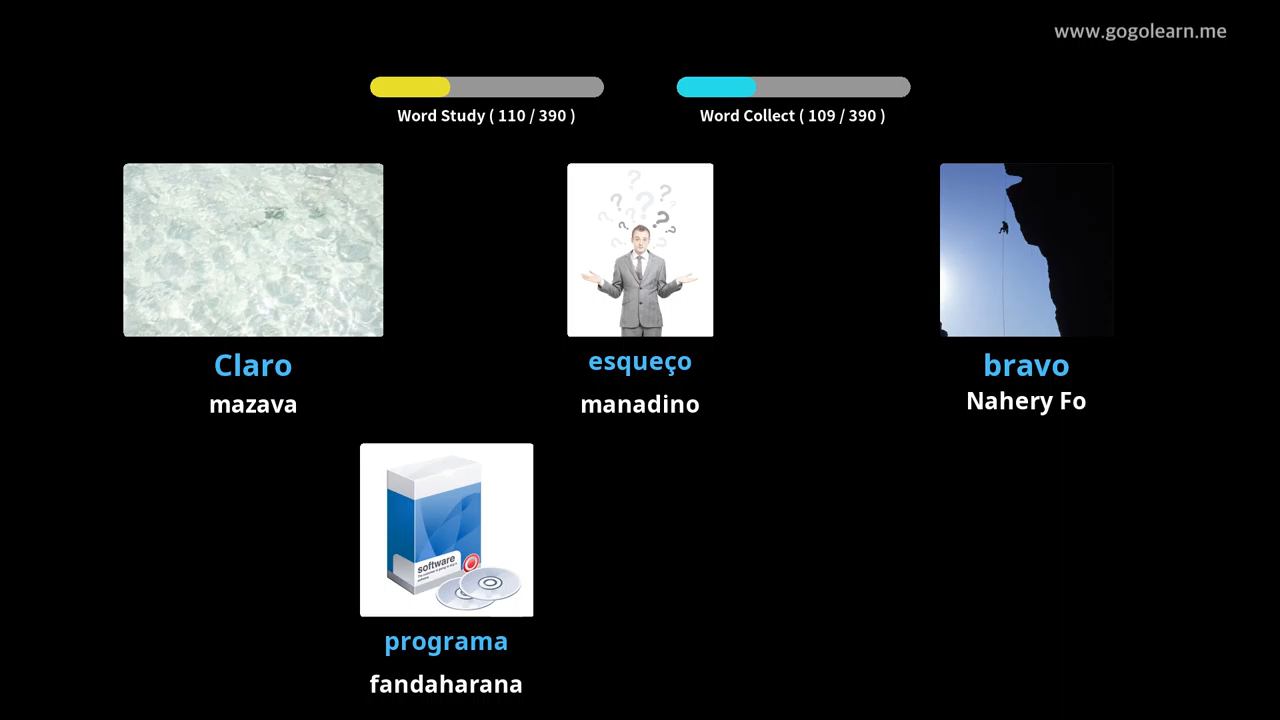 www.gogolearn.me
Word Study ( 110 / 390 )
Word Collect ( 109 / 390 )
Claro
mazava
esqueço
manadino
bravo
Nahery Fo
software
programa
fandaharana